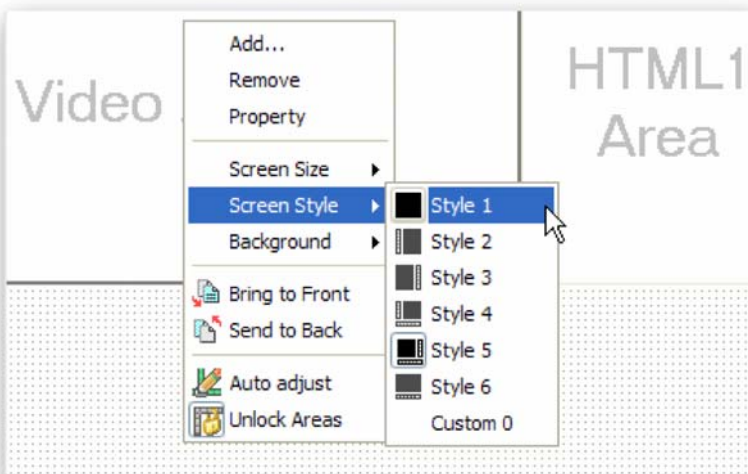 Video
HTML1
Area
Add...
Remove
Property
Screen Size
Screen Style
Background
Bring to Front
Send to Back
Auto adjust
Unlock Areas
Style 1
Style 2
Style 3
Style 4
Style 5
Style 6
Custom 0